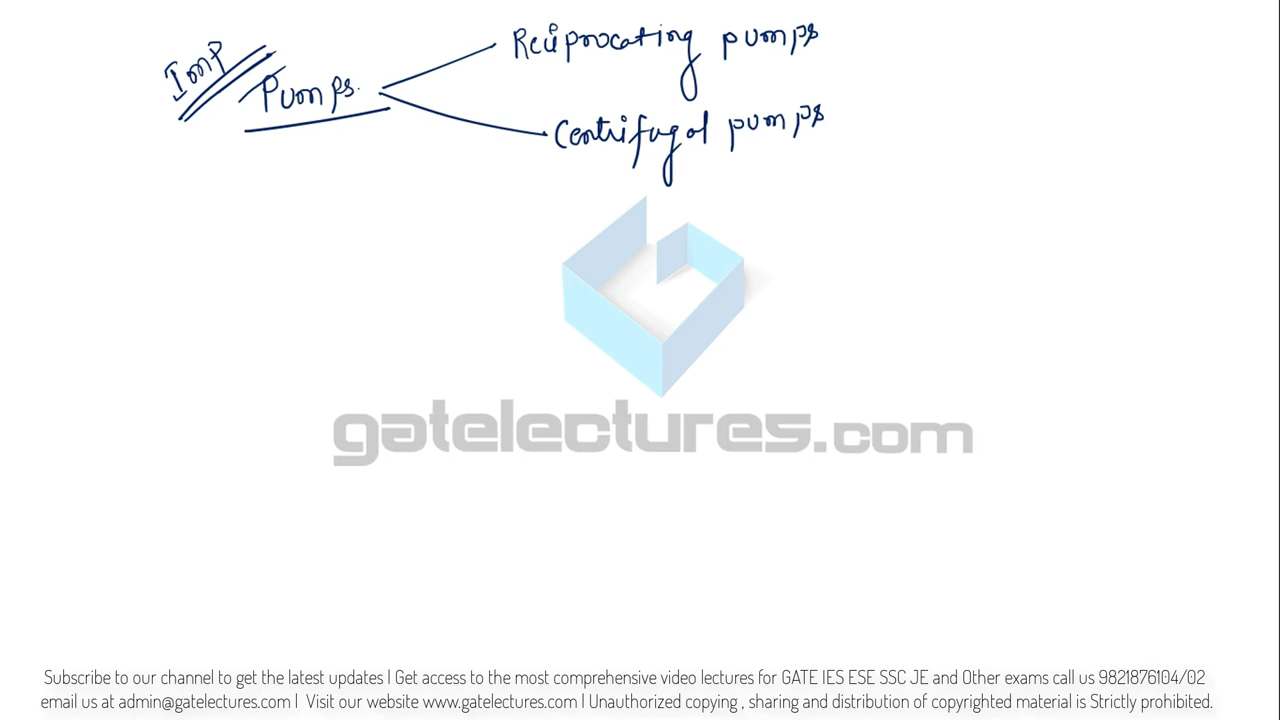 Imp
Pumps.
Reciprocating pumps
Centrifugal pumps
gatelectures.com
Subscribe to our channel to get the latest updates | Get access to the most comprehensive video lectures for GATE IES ESE SSC JE and Other exams call us 9821876104/02
email us at admin@gatelectures.com | Visit our website www.gatelectures.com | Unauthorized copying , sharing and distribution of copyrighted material is Strictly prohibited.